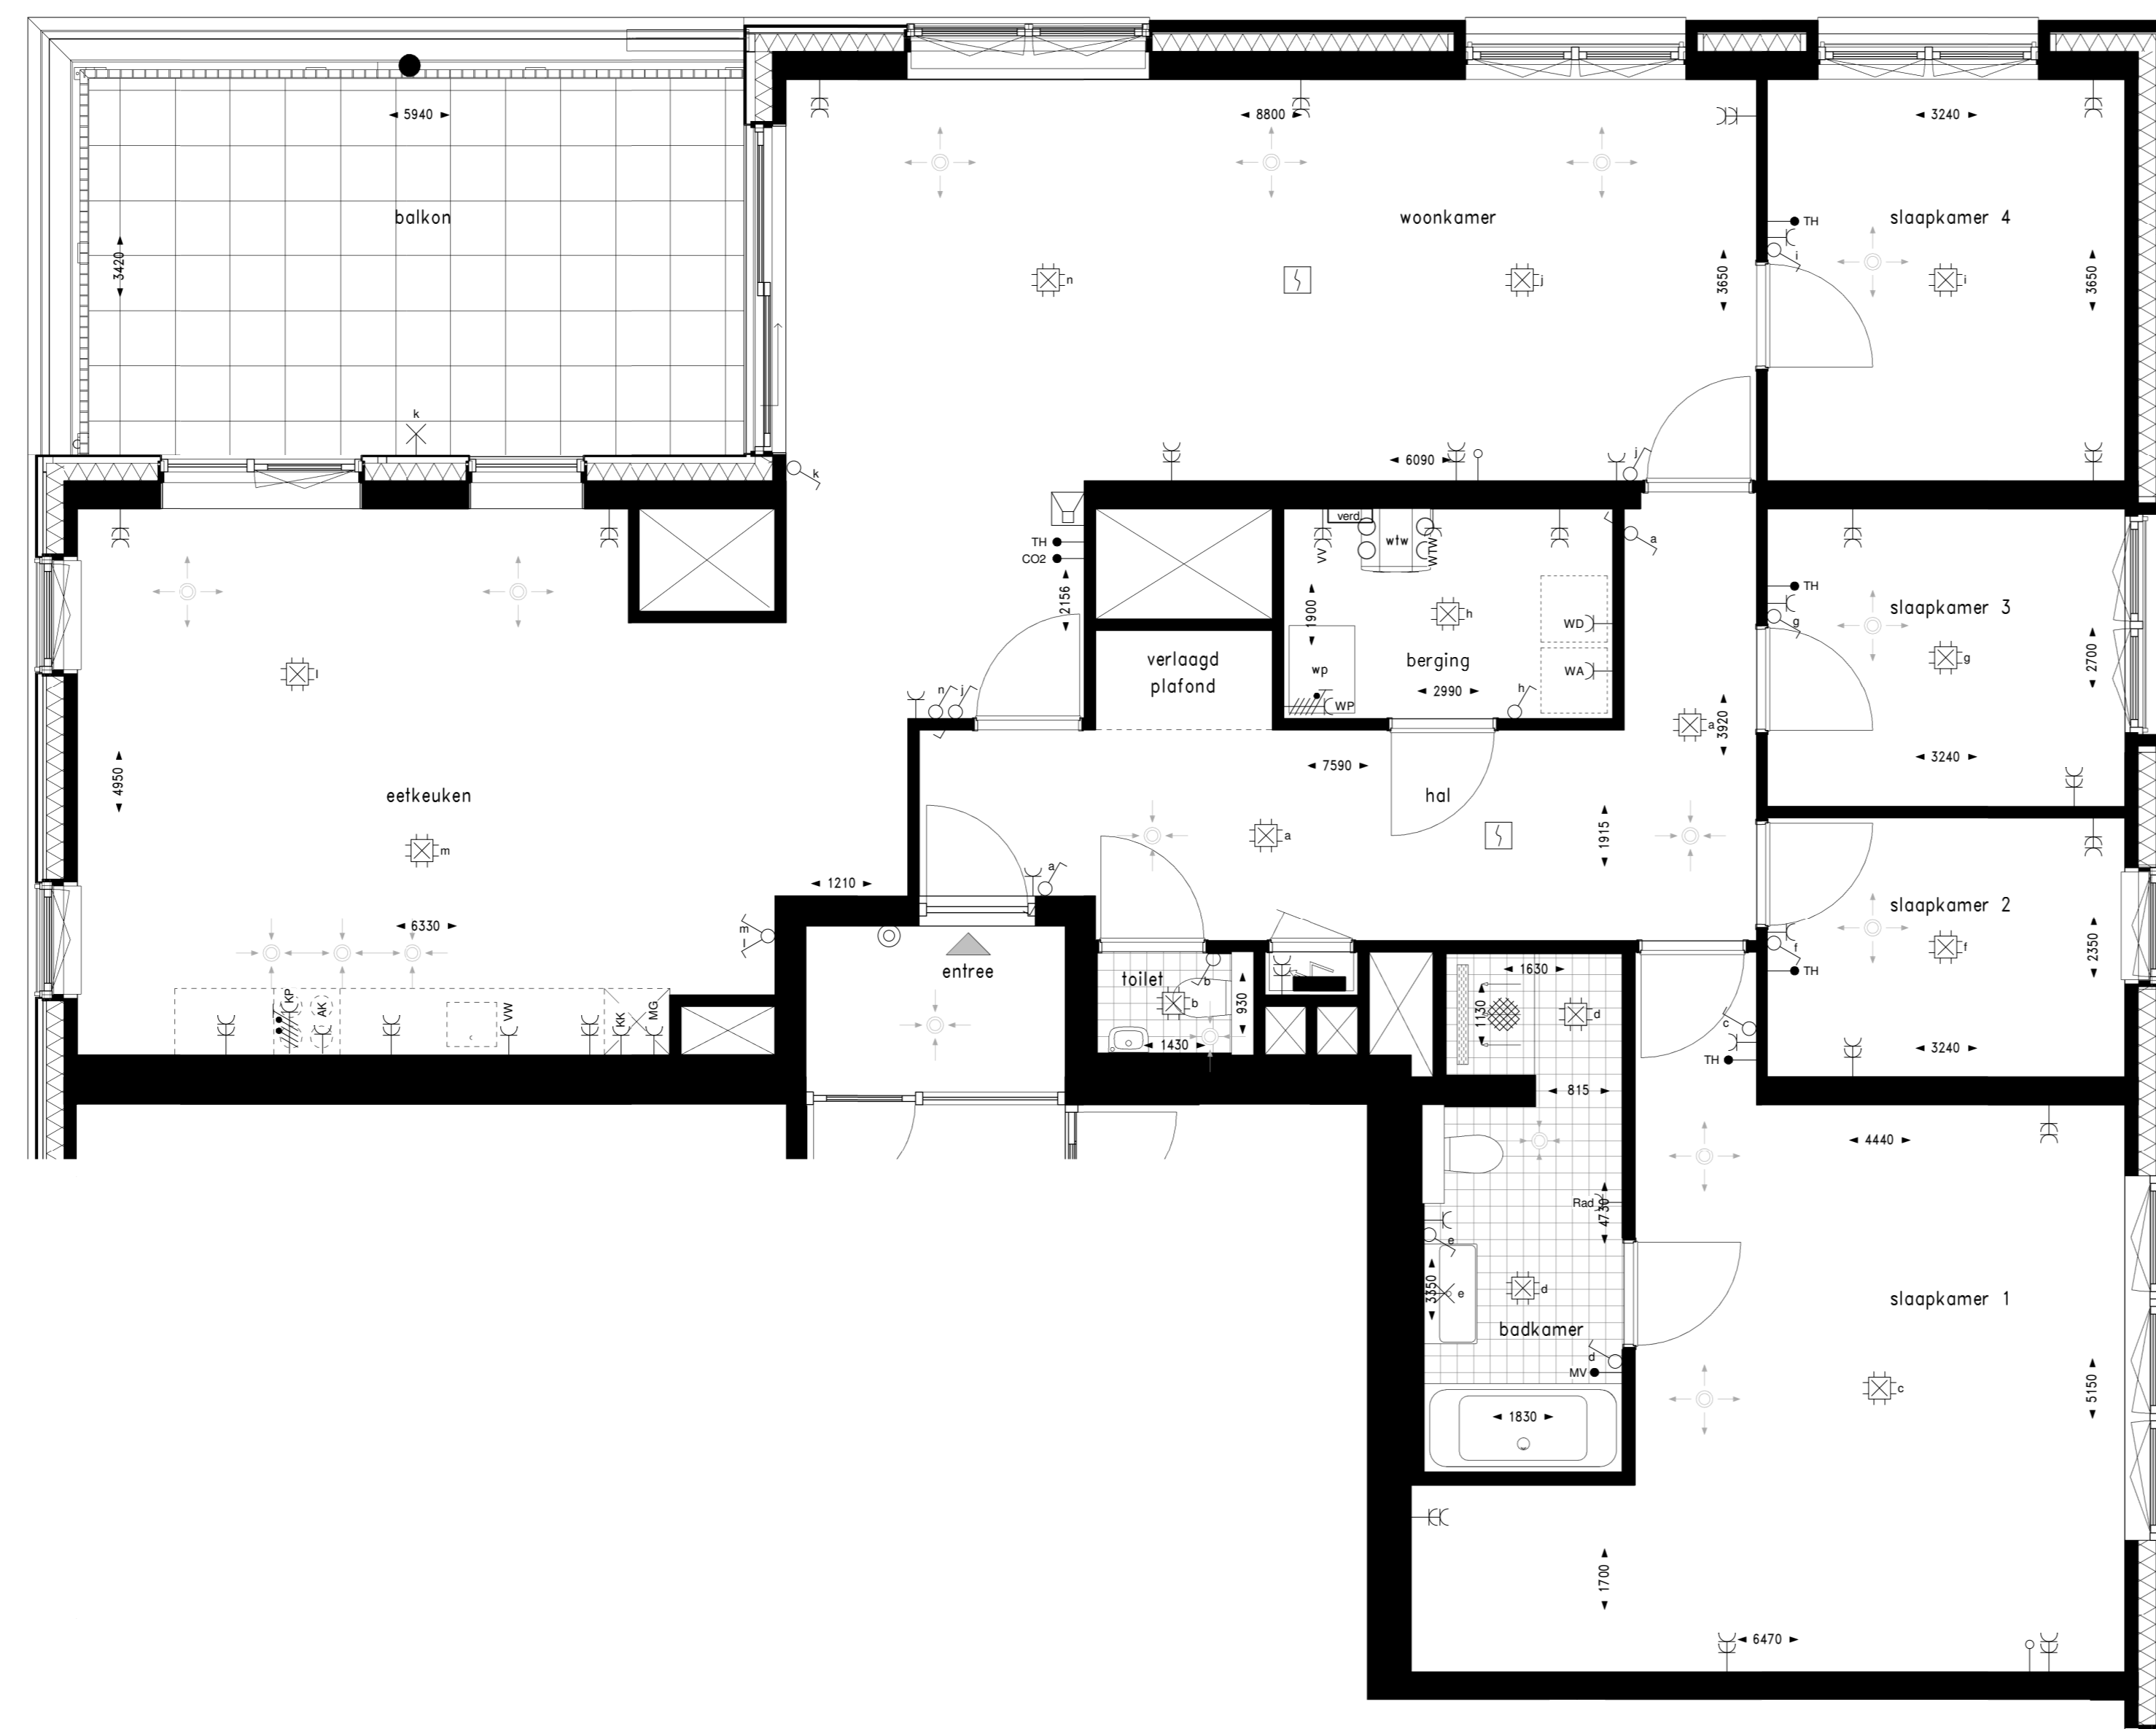 5940
8800
3240
balkon
woonkamer
slaapkamer 4
TH
i
3420
n
j
3650
i
3650
k
k
6090
j
verd
wtw
VV
WTW
a
TH
CO2
2156
1900
h
WD
TH
g
slaapkamer 3
g
2700
l
verlaagd
plafond
berging
wp
WA
2990
h
WP
n
j
3920
a
4950
eetkeuken
7590
hal
3240
m
a
1915
a
1210
slaapkamer 2
6330
m
l
f
f
2350
entree
toilet
b
b
930
1630
TH
KP
AK
VW
KK
MG
1130
d
c
1430
TH
3240
815
4440
Rad
4730
e
3350
e
d
slaapkamer 1
badkamer
d
MV
c
5150
1830
1700
6470